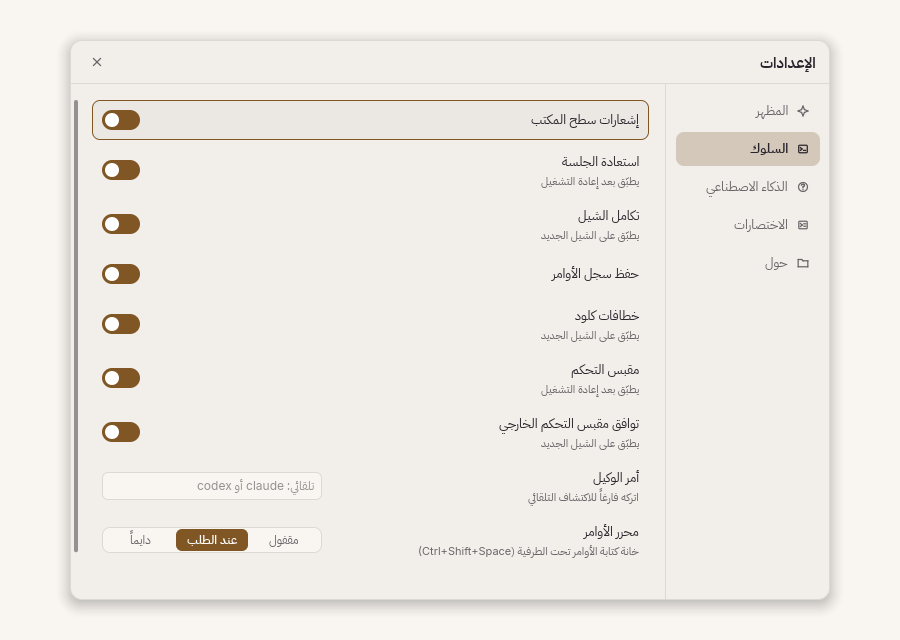 الإعدادات
المظهر
السلوك
الذكاء الاصطناعي
الاختصارات
حول
إشعارات سطح المكتب
استعادة الجلسة
يطبّق بعد إعادة التشغيل
تكامل الشيل
يطبّق على الشيل الجديد
حفظ سجل الأوامر
خطافات كلود
يطبّق على الشيل الجديد
مقبس التحكم
يطبّق بعد إعادة التشغيل
توافق مقبس التحكم الخارجي
يطبّق على الشيل الجديد
أمر الوكيل
اتركه فارغاً للاكتشاف التلقائي
تلقائي: claude أو codex
محرر الأوامر
خانة كتابة الأوامر تحت الطرفية (Ctrl+Shift+Space)
مقفول
عند الطلب
دايماً